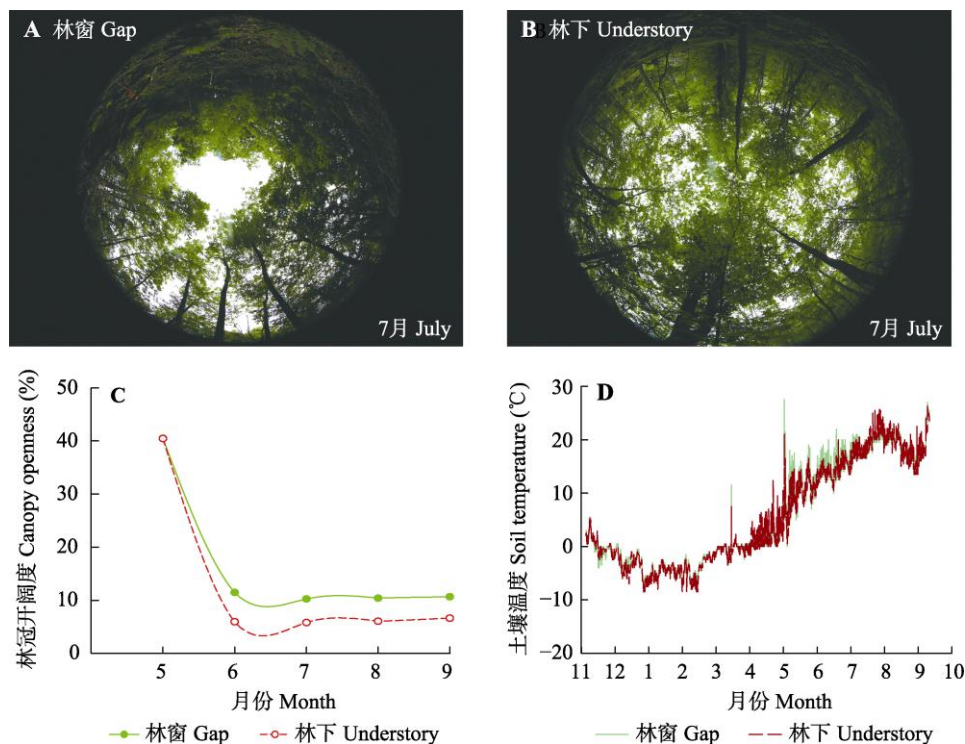 A 林窗 Gap
7月 July
B 林下 Understory
7月 July
C
50
40
30
20
10
0
5 6 7 8 9
林冠开阔度 Canopy openness (%)
月份 Month
林窗 Gap 林下 Understory
D
30
20
10
0
−10
−20
11 12 1 2 3 4 5 6 7 8 9 10
土壤温度 Soil temperature (℃)
月份 Month
林窗 Gap 林下 Understory